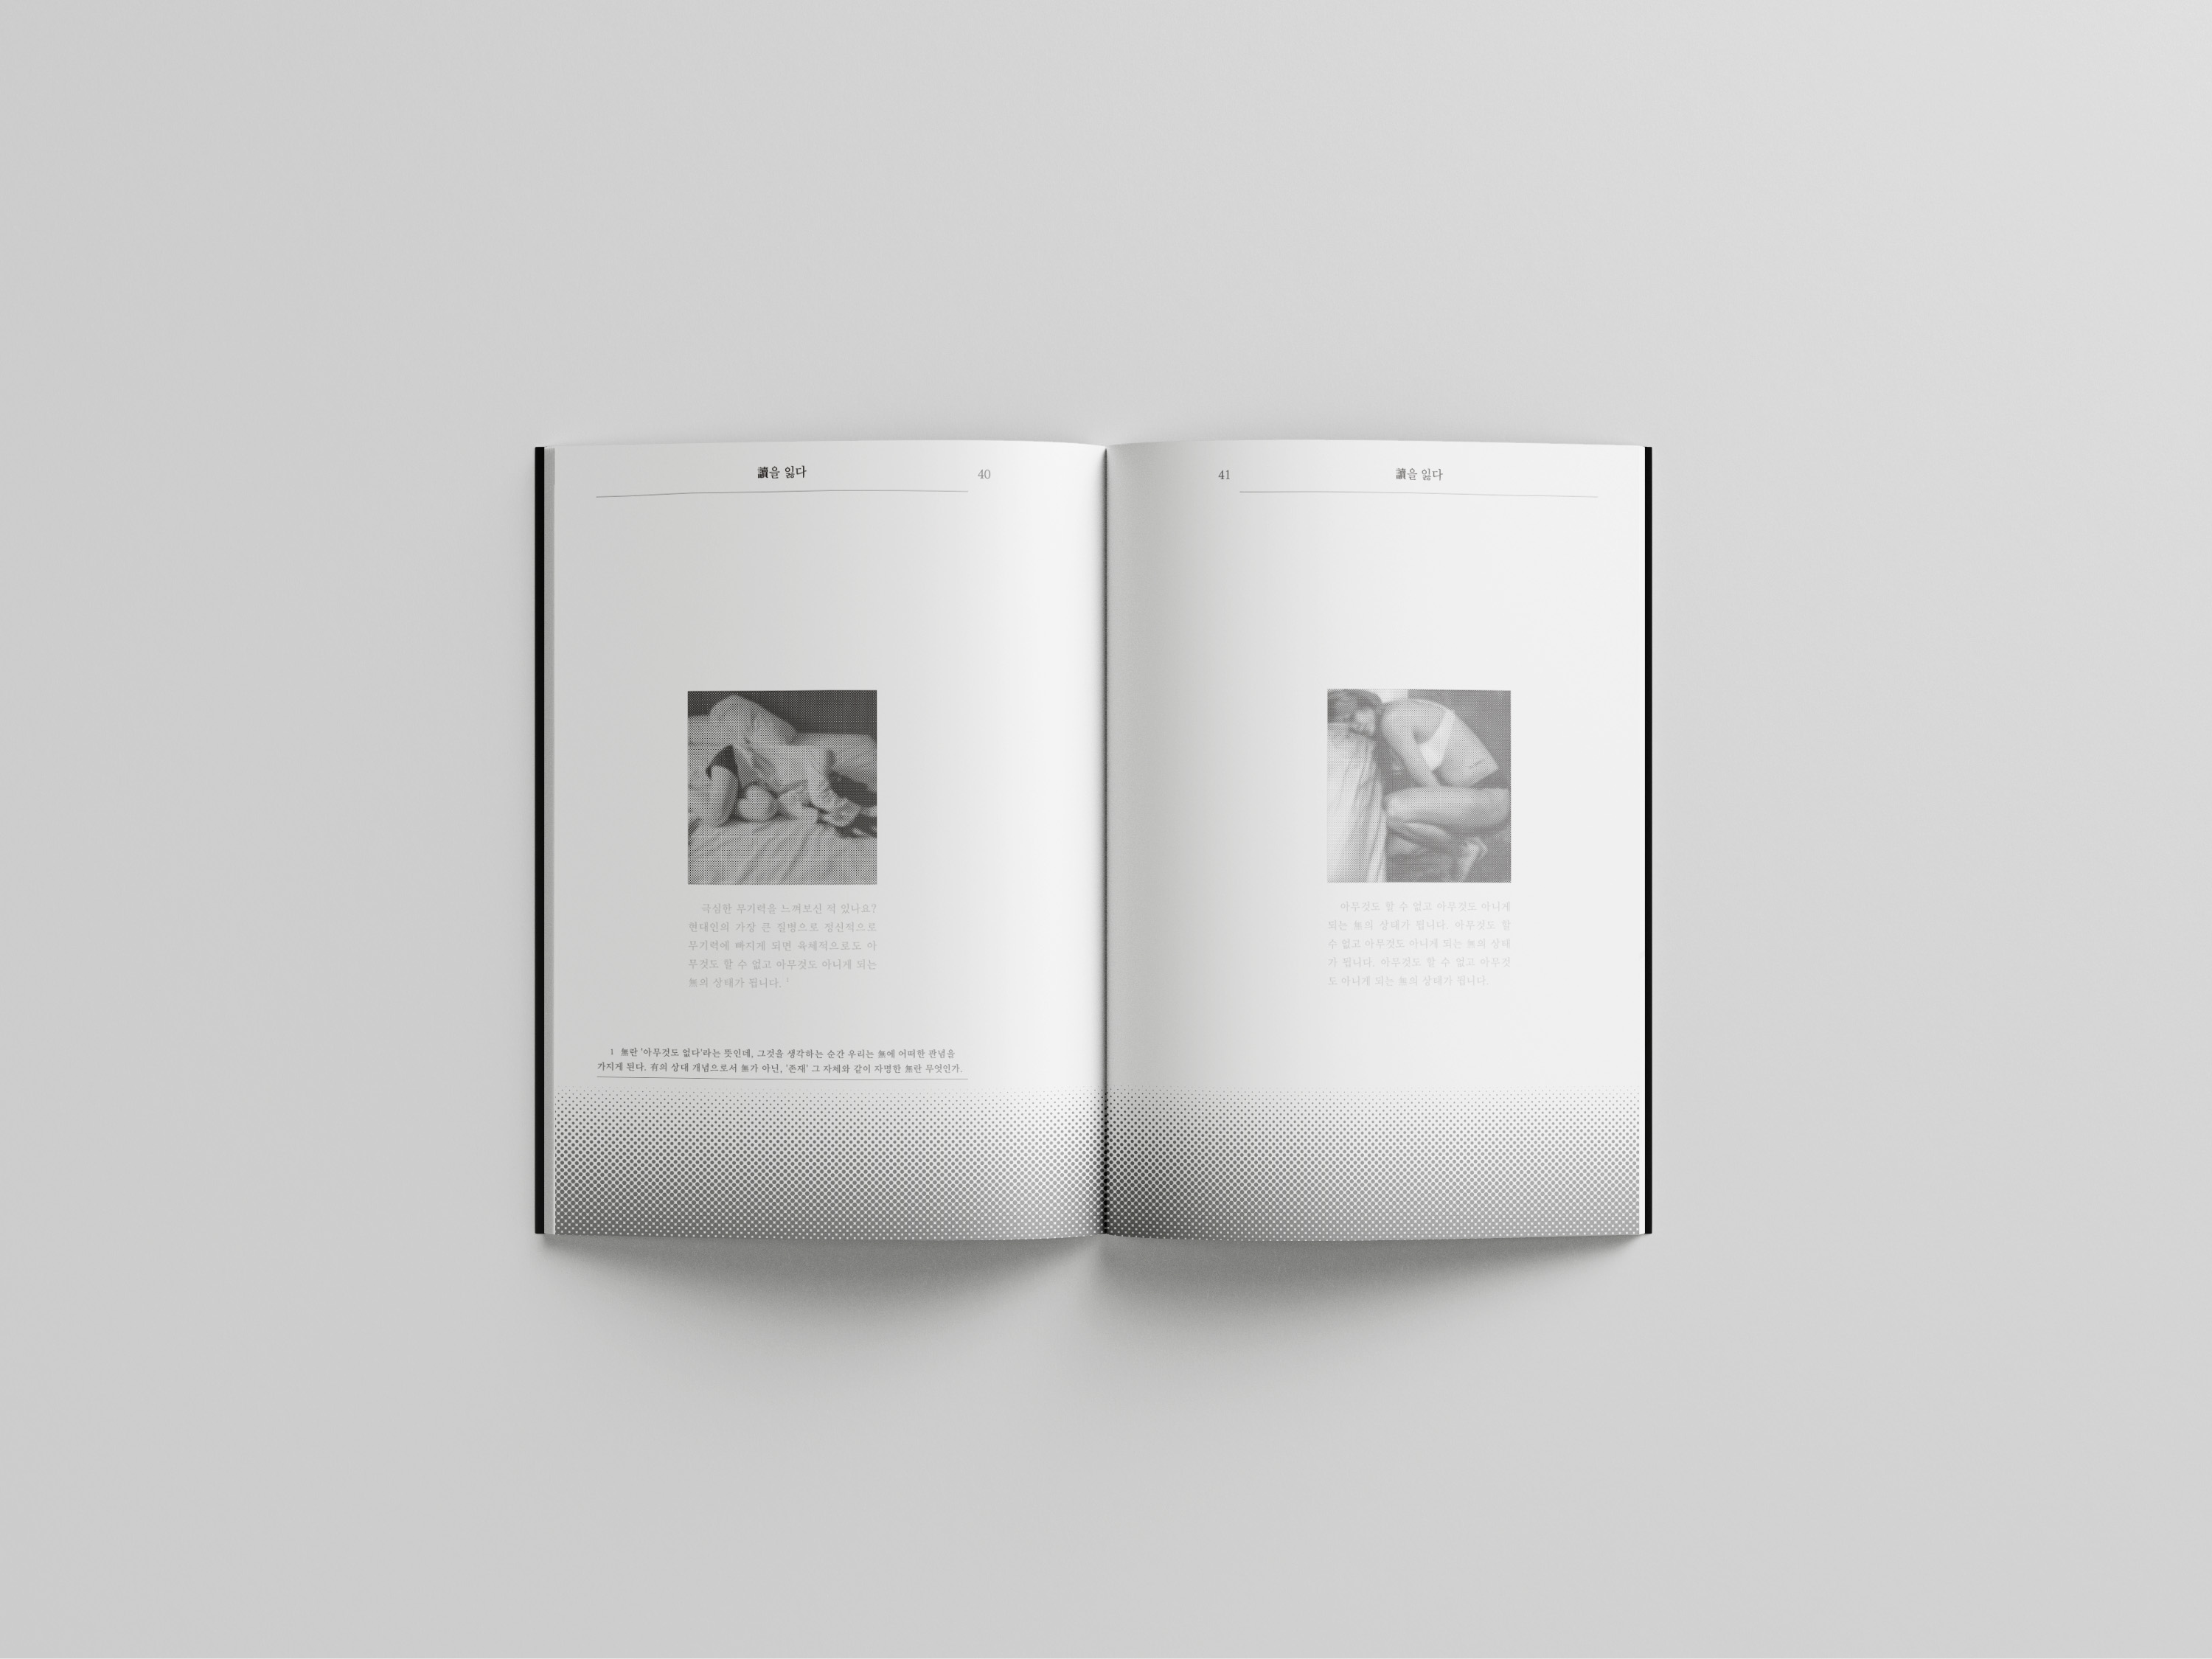 讀을 잃다
40
극심한 무기력을 느껴보신 적 있나요?
현대인의 가장 큰 질병으로 정신적으로
무기력에 빠지게 되면 육체적으로도 아
무것도 할 수 없고 아무것도 아니게 되는
無의 상태가 됩니다. 1
1 無란 '아무것도 없다'라는 뜻인데, 그것을 생각하는 순간 우리는 無에 어떠한 관념을
가지게 된다. 有의 상대 개념으로서 無가 아닌, '존재' 그 자체와 같이 자명한 無란 무엇인가.
41
讀을 잃다
아무것도 할 수 없고 아무것도 아니게
되는 無의 상태가 됩니다. 아무것도 할
수 없고 아무것도 아니게 되는 無의 상태
가 됩니다. 아무것도 할 수 없고 아무것
도 아니게 되는 無의 상태가 됩니다.